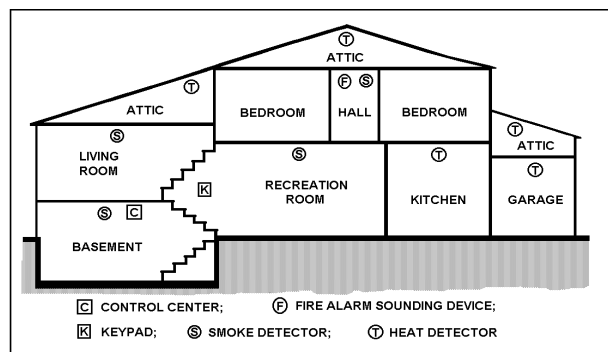 T
ATTIC
T
ATTIC
F S
BEDROOM HALL BEDROOM
T
ATTIC
S
LIVING
ROOM
S
RECREATION
ROOM
K
T
KITCHEN
T
GARAGE
S C
BASEMENT
C CONTROL CENTER; F FIRE ALARM SOUNDING DEVICE;
K KEYPAD; S SMOKE DETECTOR; T HEAT DETECTOR